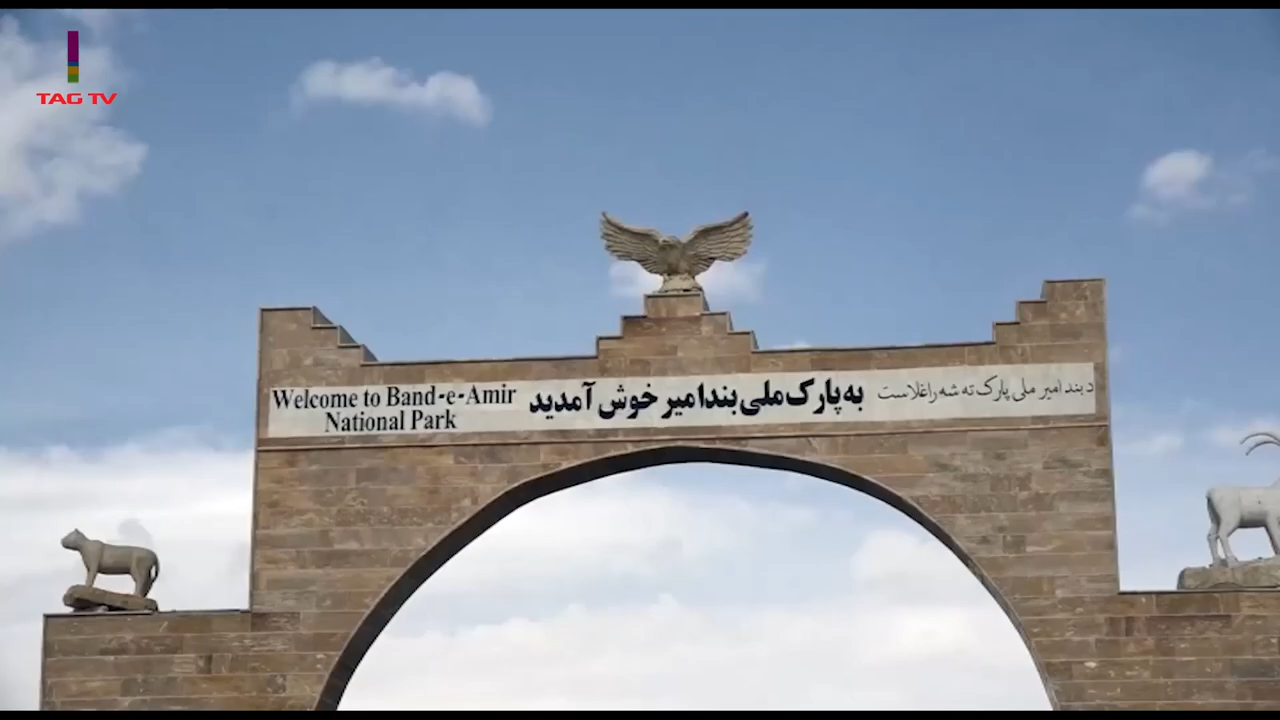 TAG TV
Welcome to Band-e-Amir
National Park
به پارک ملی بندامیر خوش آمدید
د بند امیر ملی پارک ته ښه راغلاست